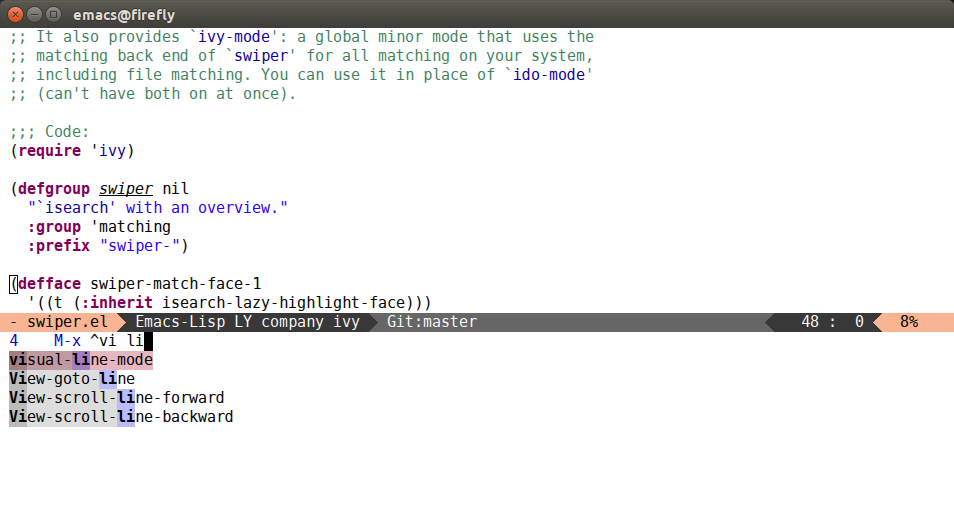 emacs@firefly
;; It also provides `ivy-mode': a global minor mode that uses the
;; matching back end of `swiper' for all matching on your system,
;; including file matching. You can use it in place of `ido-mode'
;; (can't have both on at once).
;;; Code:
(require 'ivy)
(defgroup swiper nil
  "`isearch' with an overview."
  :group 'matching
  :prefix "swiper-")
(defface swiper-match-face-1
  '((t (:inherit isearch-lazy-highlight-face)))
- swiper.el Emacs-Lisp LY company ivy Git:master 48 : 0 8%
4    M-x ^vi li
visual-line-mode
View-goto-line
View-scroll-line-forward
View-scroll-line-backward